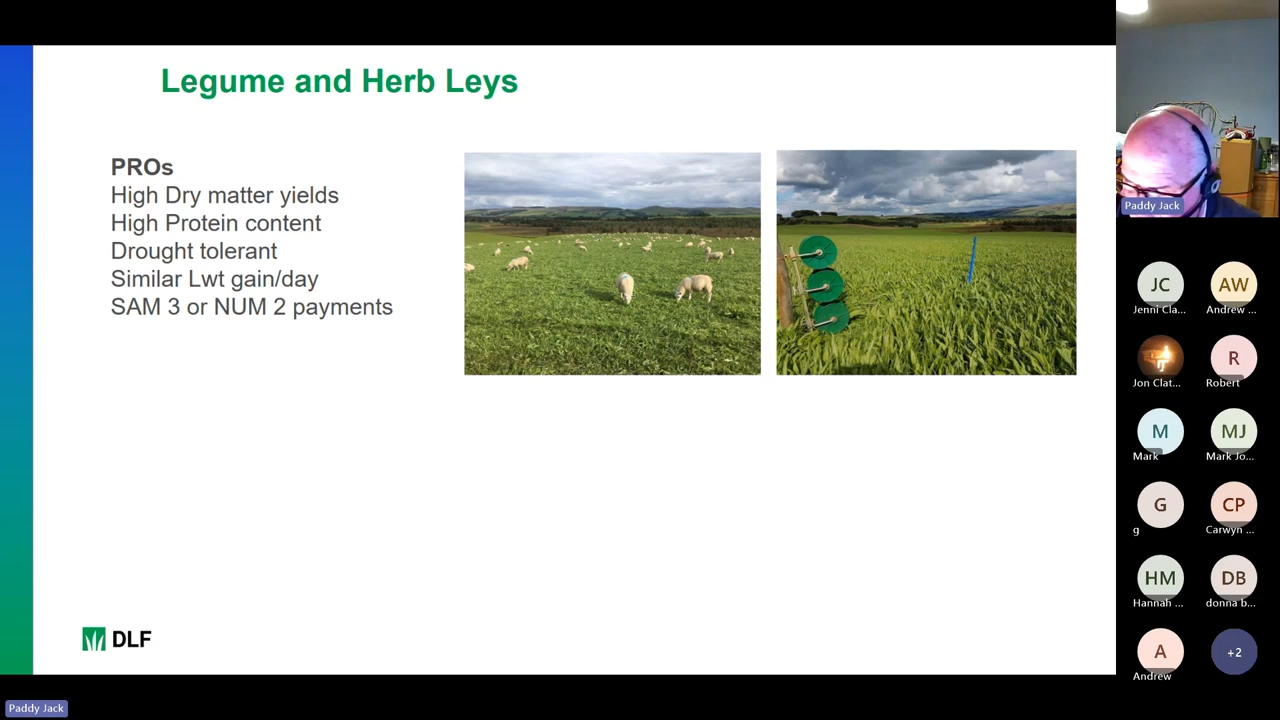 Legume and Herb Leys
PROs
High Dry matter yields
High Protein content
Drought tolerant
Similar Lwt gain/day
SAM 3 or NUM 2 payments
DLF
Paddy Jack
Paddy Jack
JC
AW
Jenni Cla...
Andrew ...
Jon Clat...
R
Robert
M
MJ
Mark
Mark Jo...
G
CP
g
Carwyn ...
HM
DB
Hannah ...
donna b...
A
+2
Andrew